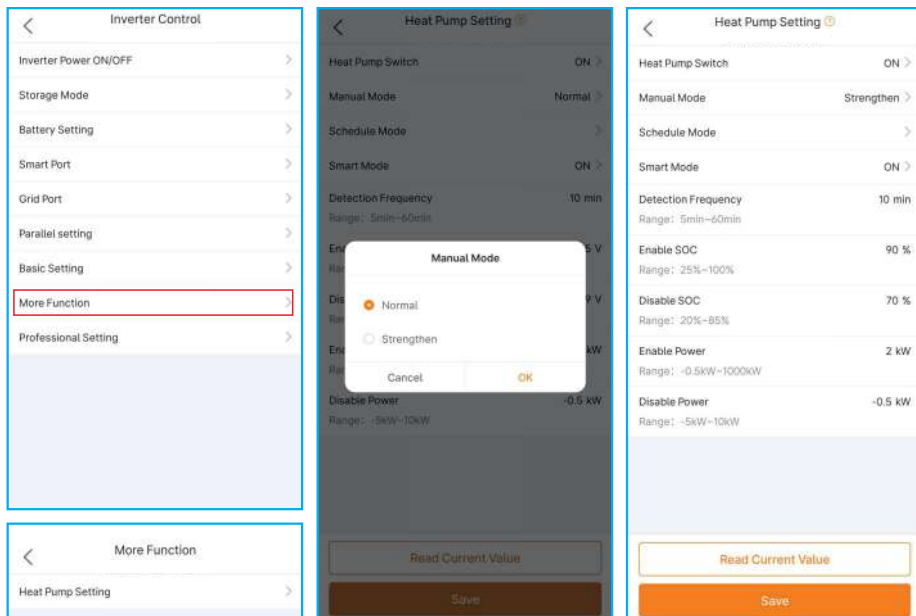 Inverter Control
Inverter Power ON/OFF
Storage Mode
Battery Setting
Smart Port
Grid Port
Parallel setting
Basic Setting
More Function
Professional Setting
More Function
Heat Pump Setting
Heat Pump Setting
Heat Pump Switch ON
Manual Mode Normal
Schedule Mode
Smart Mode ON
Detection Frequency 10 min
Range: 5min~60min
Manual Mode
Normal
Strengthen
kW
Cancel OK
Disable Power -0.5 kW
Range: -5kW~10kW
Read Current Value
Save
Heat Pump Setting
Heat Pump Switch ON
Manual Mode Strengthen
Schedule Mode
Smart Mode ON
Detection Frequency 10 min
Range: 5min~60min
Enable SOC 90 %
Range: 25%~100%
Disable SOC 70 %
Range: 20%~85%
Enable Power 2 kW
Range: -0.5kW~1000kW
Disable Power -0.5 kW
Range: -5kW~10kW
Read Current Value
Save